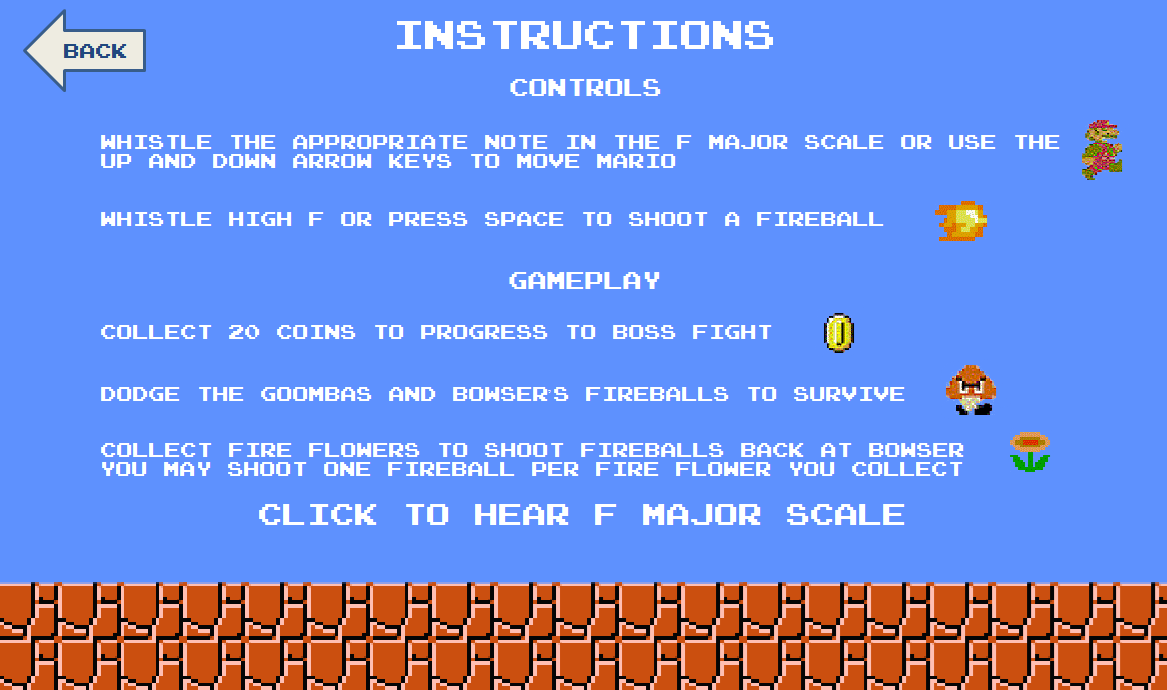 BACK
INSTRUCTIONS
CONTROLS
WHISTLE THE APPROPRIATE NOTE IN THE F MAJOR SCALE OR USE THE
UP AND DOWN ARROW KEYS TO MOVE MARIO
WHISTLE HIGH F OR PRESS SPACE TO SHOOT A FIREBALL
GAMEPLAY
COLLECT 20 COINS TO PROGRESS TO BOSS FIGHT
DODGE THE GOOMBAS AND BOWSER'S FIREBALLS TO SURVIVE
COLLECT FIRE FLOWERS TO SHOOT FIREBALLS BACK AT BOWSER
YOU MAY SHOOT ONE FIREBALL PER FIRE FLOWER YOU COLLECT
CLICK TO HEAR F MAJOR SCALE